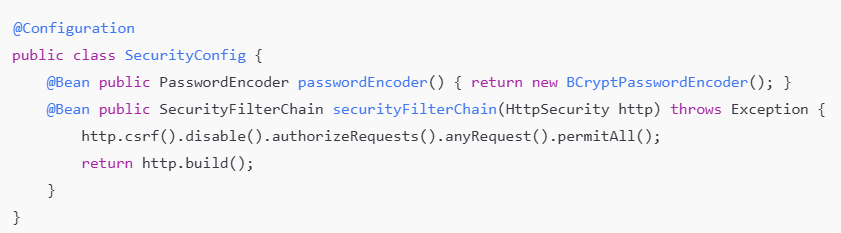 @Configuration
public class SecurityConfig {
    @Bean public PasswordEncoder passwordEncoder() { return new BCryptPasswordEncoder(); }
    @Bean public SecurityFilterChain securityFilterChain(HttpSecurity http) throws Exception {
        http.csrf().disable().authorizeRequests().anyRequest().permitAll();
        return http.build();
    }
}